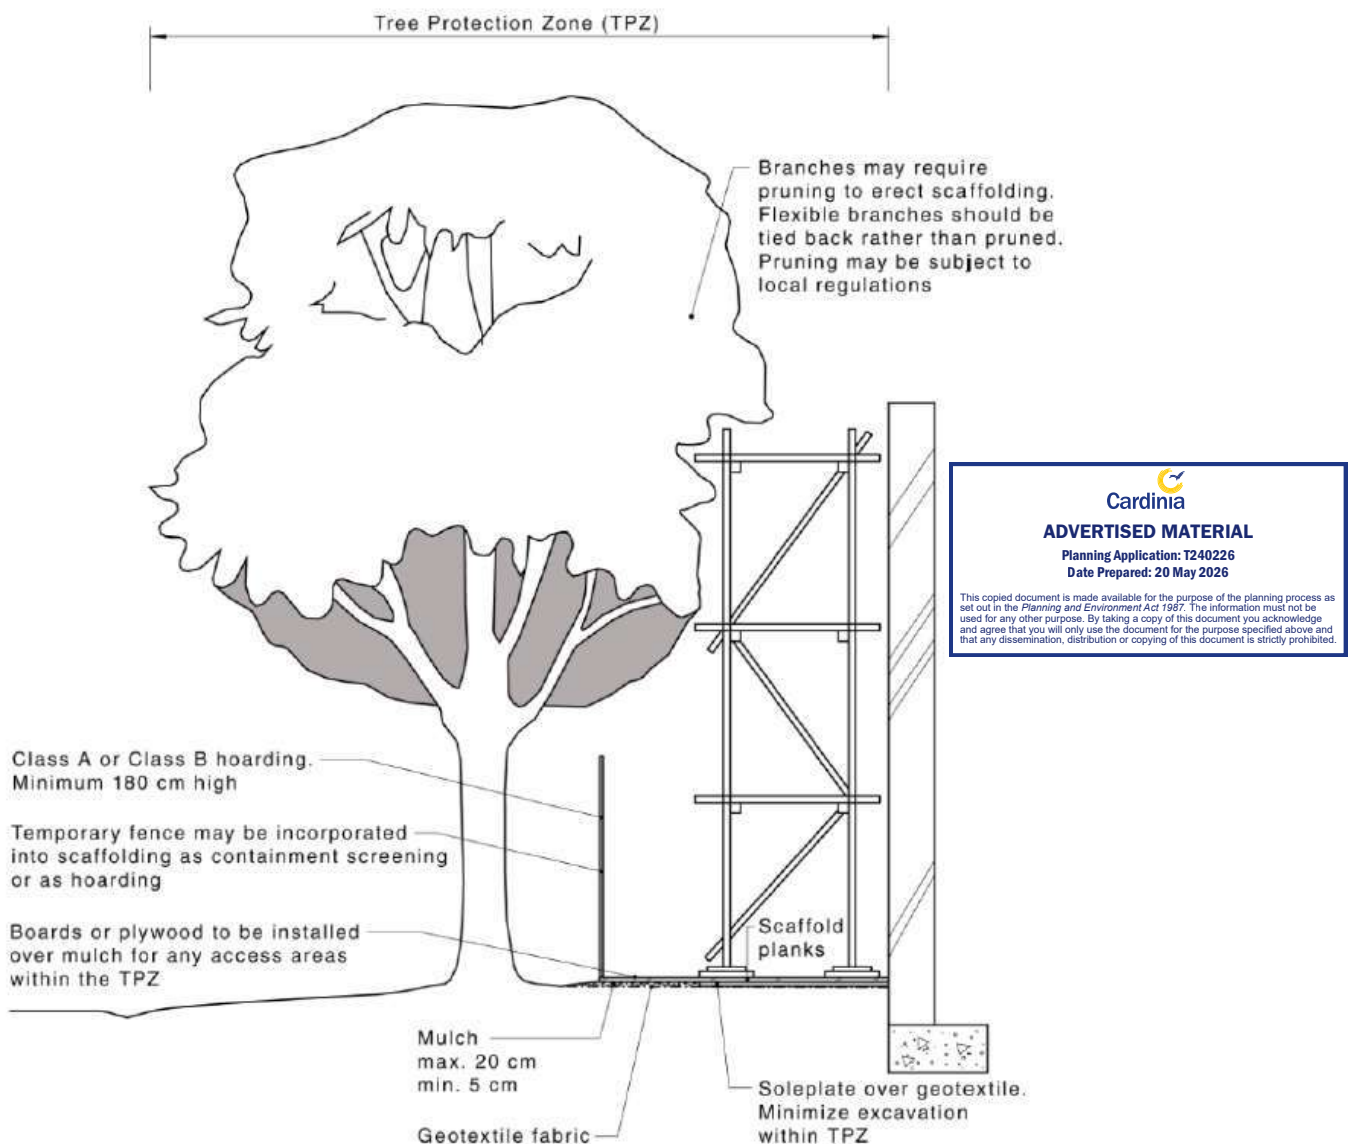 Tree Protection Zone (TPZ)
Branches may require
pruning to erect scaffolding.
Flexible branches should be
tied back rather than pruned.
Pruning may be subject to
local regulations
Cardinia
ADVERTISED MATERIAL
Planning Application: T240226
Date Prepared: 20 May 2026
This copied document is made available for the purpose of the planning process as
set out in the Planning and Environment Act 1987. The information must not be
used for any other purpose. By taking a copy of this document you acknowledge
and agree that you will only use the document for the purpose specified above and
that any dissemination, distribution or copying of this document is strictly prohibited.
Class A or Class B hoarding.
Minimum 180 cm high
Temporary fence may be incorporated
into scaffolding as containment screening
or as hoarding
Boards or plywood to be installed
over mulch for any access areas
within the TPZ
Scaffold
planks
Mulch
max. 20 cm
min. 5 cm
Geotextile fabric
Soleplate over geotextile.
Minimize excavation
within TPZ